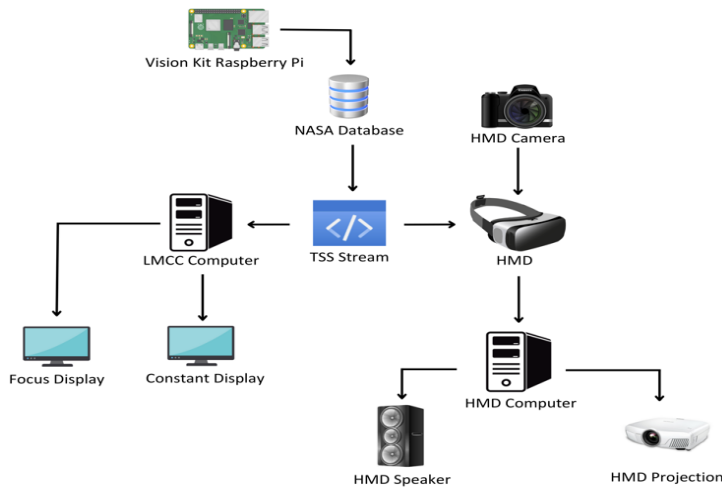 Vision Kit Raspberry Pi
NASA Database
HMD Camera
</>
LMCC Computer
TSS Stream
HMD
Focus Display
Constant Display
HMD Computer
HMD Speaker
HMD Projection